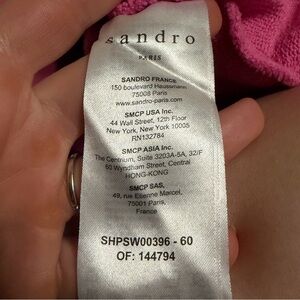 sandro
PARIS
SANDRO FRANCE
150 boulevard Haussmann
75008 Paris
www.sandro-paris.com
SMCP USA Inc.
44 Wall Street, 12th Floor
New York, New York 10005
RN132784
SMCP ASIA Inc.
The Centrium, Suite 3203A-5A, 32/F
60 Wyndham Street, Central
HONG-KONG
SMCP SAS,
49, rue Etienne Marcel,
75001 Paris,
France
SHPSW00396 - 60
OF: 144794